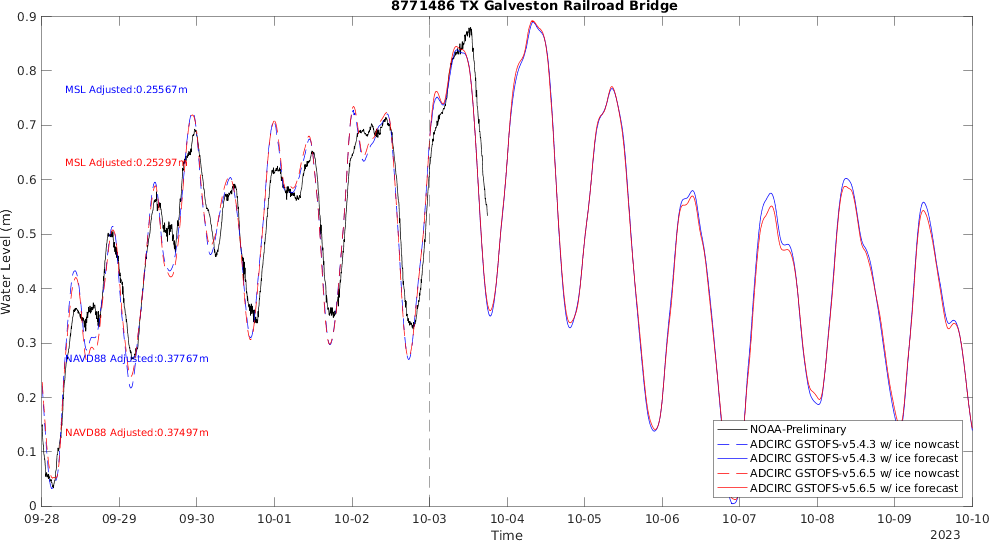 8771486 TX Galveston Railroad Bridge
0.9
0.8
0.7
0.6
0.5
0.4
0.3
0.2
0.1
0
Water Level (m)
MSL Adjusted:0.25567m
MSL Adjusted:0.25297m
NAVD88 Adjusted:0.37767m
NAVD88 Adjusted:0.37497m
NOAA-Preliminary
ADCIRC GSTOFS-v5.4.3 w/ ice nowcast
ADCIRC GSTOFS-v5.4.3 w/ ice forecast
ADCIRC GSTOFS-v5.6.5 w/ ice nowcast
ADCIRC GSTOFS-v5.6.5 w/ ice forecast
09-28 09-29 09-30 10-01 10-02 10-03 10-04 10-05 10-06 10-07 10-08 10-09 10-10
Time
2023